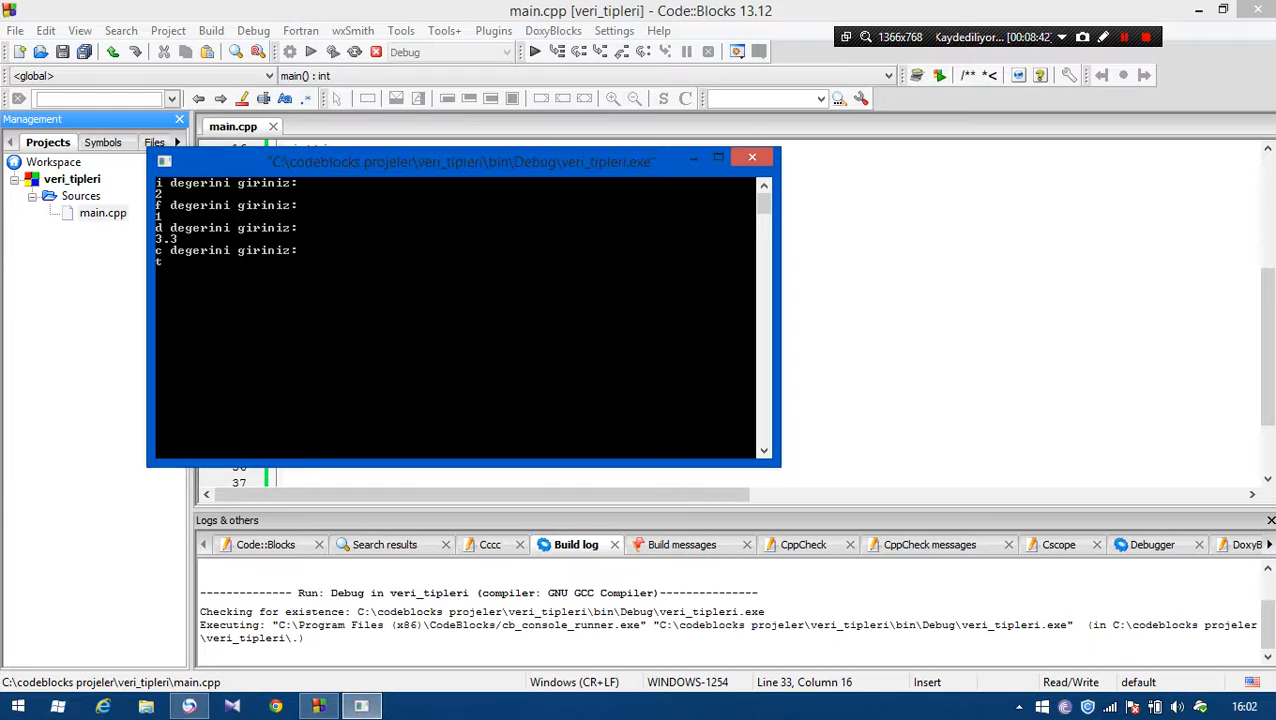 main.cpp [veri_tipleri] - Code::Blocks 13.12
File Edit View Search Project Build Debug Fortran wxSmith Tools Tools+ Plugins DoxyBlocks Settings Help
1366x768 Kaydediliyor... [00:08:42]
Debug
<global> main() : int
/** *<
Management
Projects Symbols Files
main.cpp
Workspace
veri_tipleri
Sources
main.cpp
"C:\codeblocks projeler\veri_tipleri\bin\Debug\veri_tipleri.exe"
i degerini giriniz:
2
f degerini giriniz:
1
d degerini giriniz:
3.3
c degerini giriniz:
t
37
Logs & others
Code::Blocks Search results Cccc Build log Build messages CppCheck CppCheck messages Cscope Debugger DoxyB
-------------- Run: Debug in veri_tipleri (compiler: GNU GCC Compiler)---------------
Checking for existence: C:\codeblocks projeler\veri_tipleri\bin\Debug\veri_tipleri.exe
Executing: "C:\Program Files (x86)\CodeBlocks/cb_console_runner.exe" "C:\codeblocks projeler\veri_tipleri\bin\Debug\veri_tipleri.exe" (in C:\codeblocks projeler
\veri_tipleri\.)
C:\codeblocks projeler\veri_tipleri\main.cpp Windows (CR+LF) WINDOWS-1254 Line 33, Column 16 Insert Read/Write default
16:02